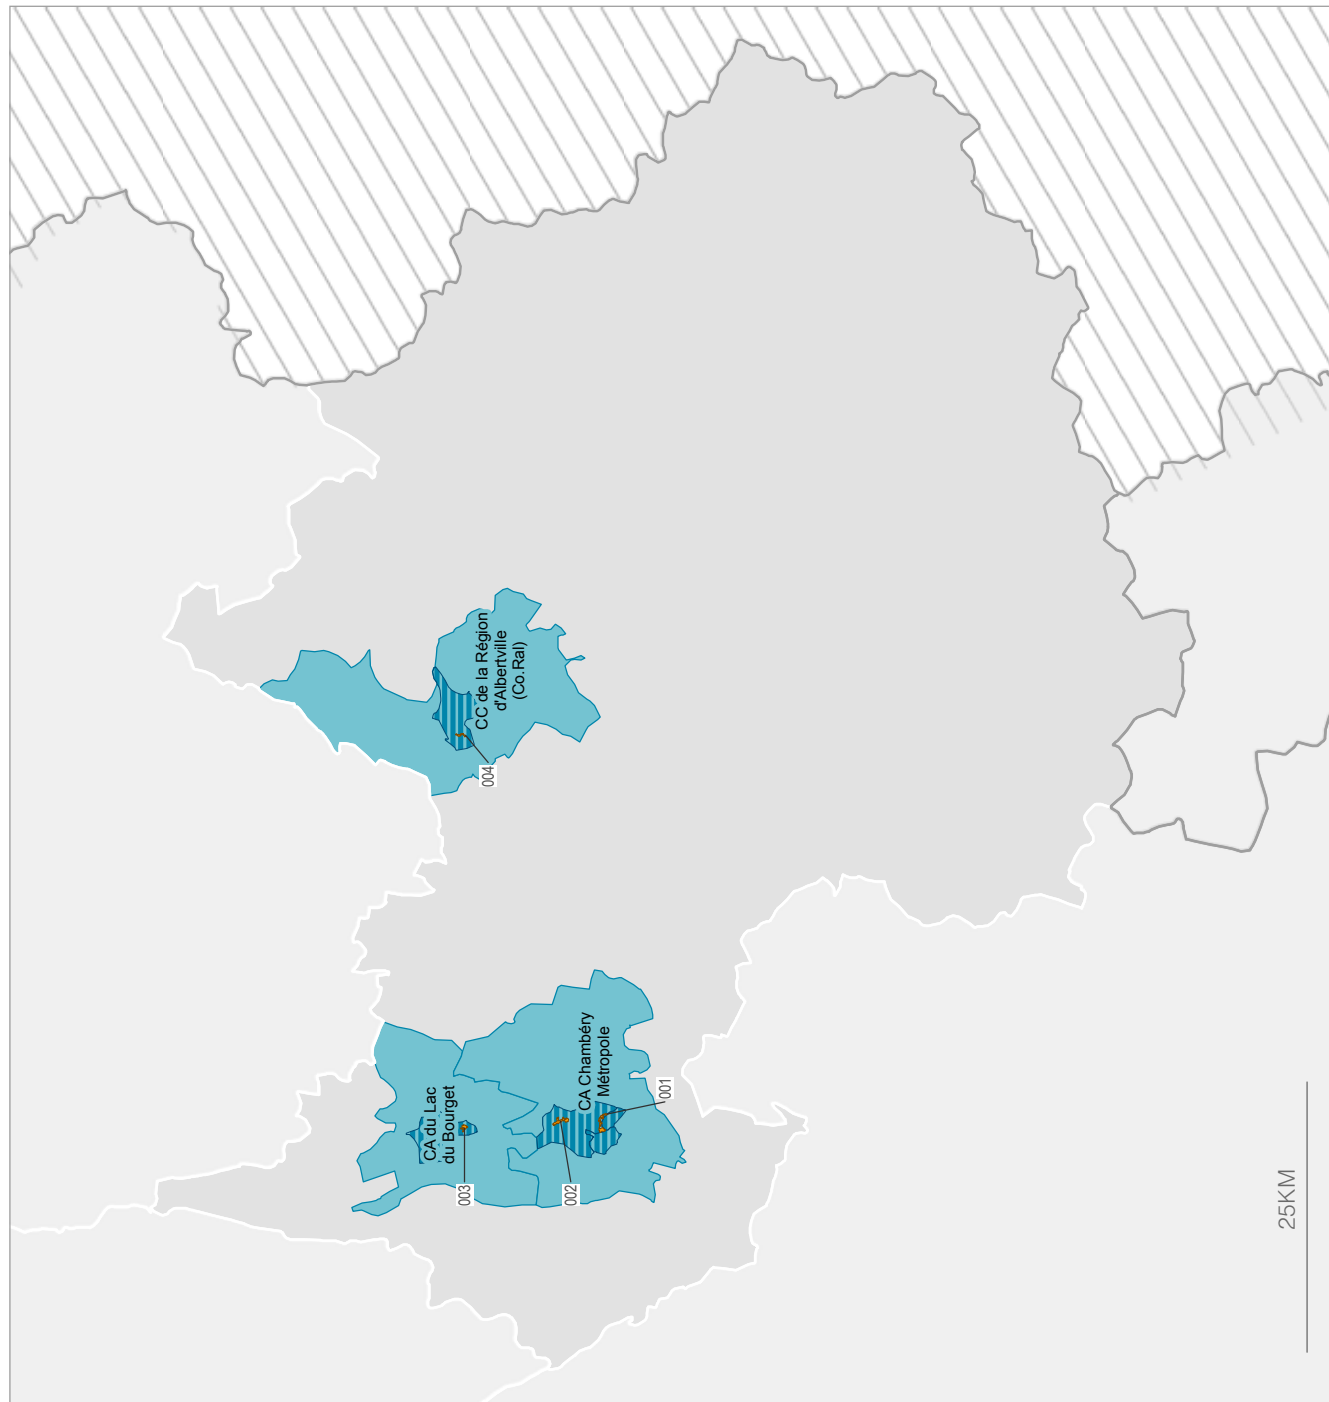 CC de la Région
d'Albertville
(Co.Ral)
004
CA du Lac
du Bourget
003
CA Chambéry
Métropole
002
001
25KM